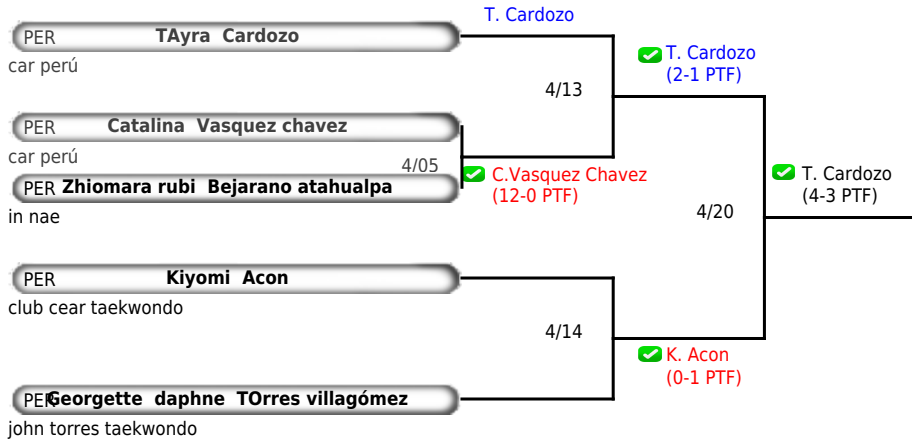 T. Cardozo
PER TAyra Cardozo
car perú
T. Cardozo
(2-1 PTF)
4/13
PER Catalina Vasquez chavez
car perú
4/05
PER Zhiomara rubi Bejarano atahualpa
in nae
C.Vasquez Chavez
(12-0 PTF)
T. Cardozo
(4-3 PTF)
4/20
PER Kiyomi Acon
club cear taekwondo
4/14
K. Acon
(0-1 PTF)
PER Georgette daphne TOrres villagómez
john torres taekwondo